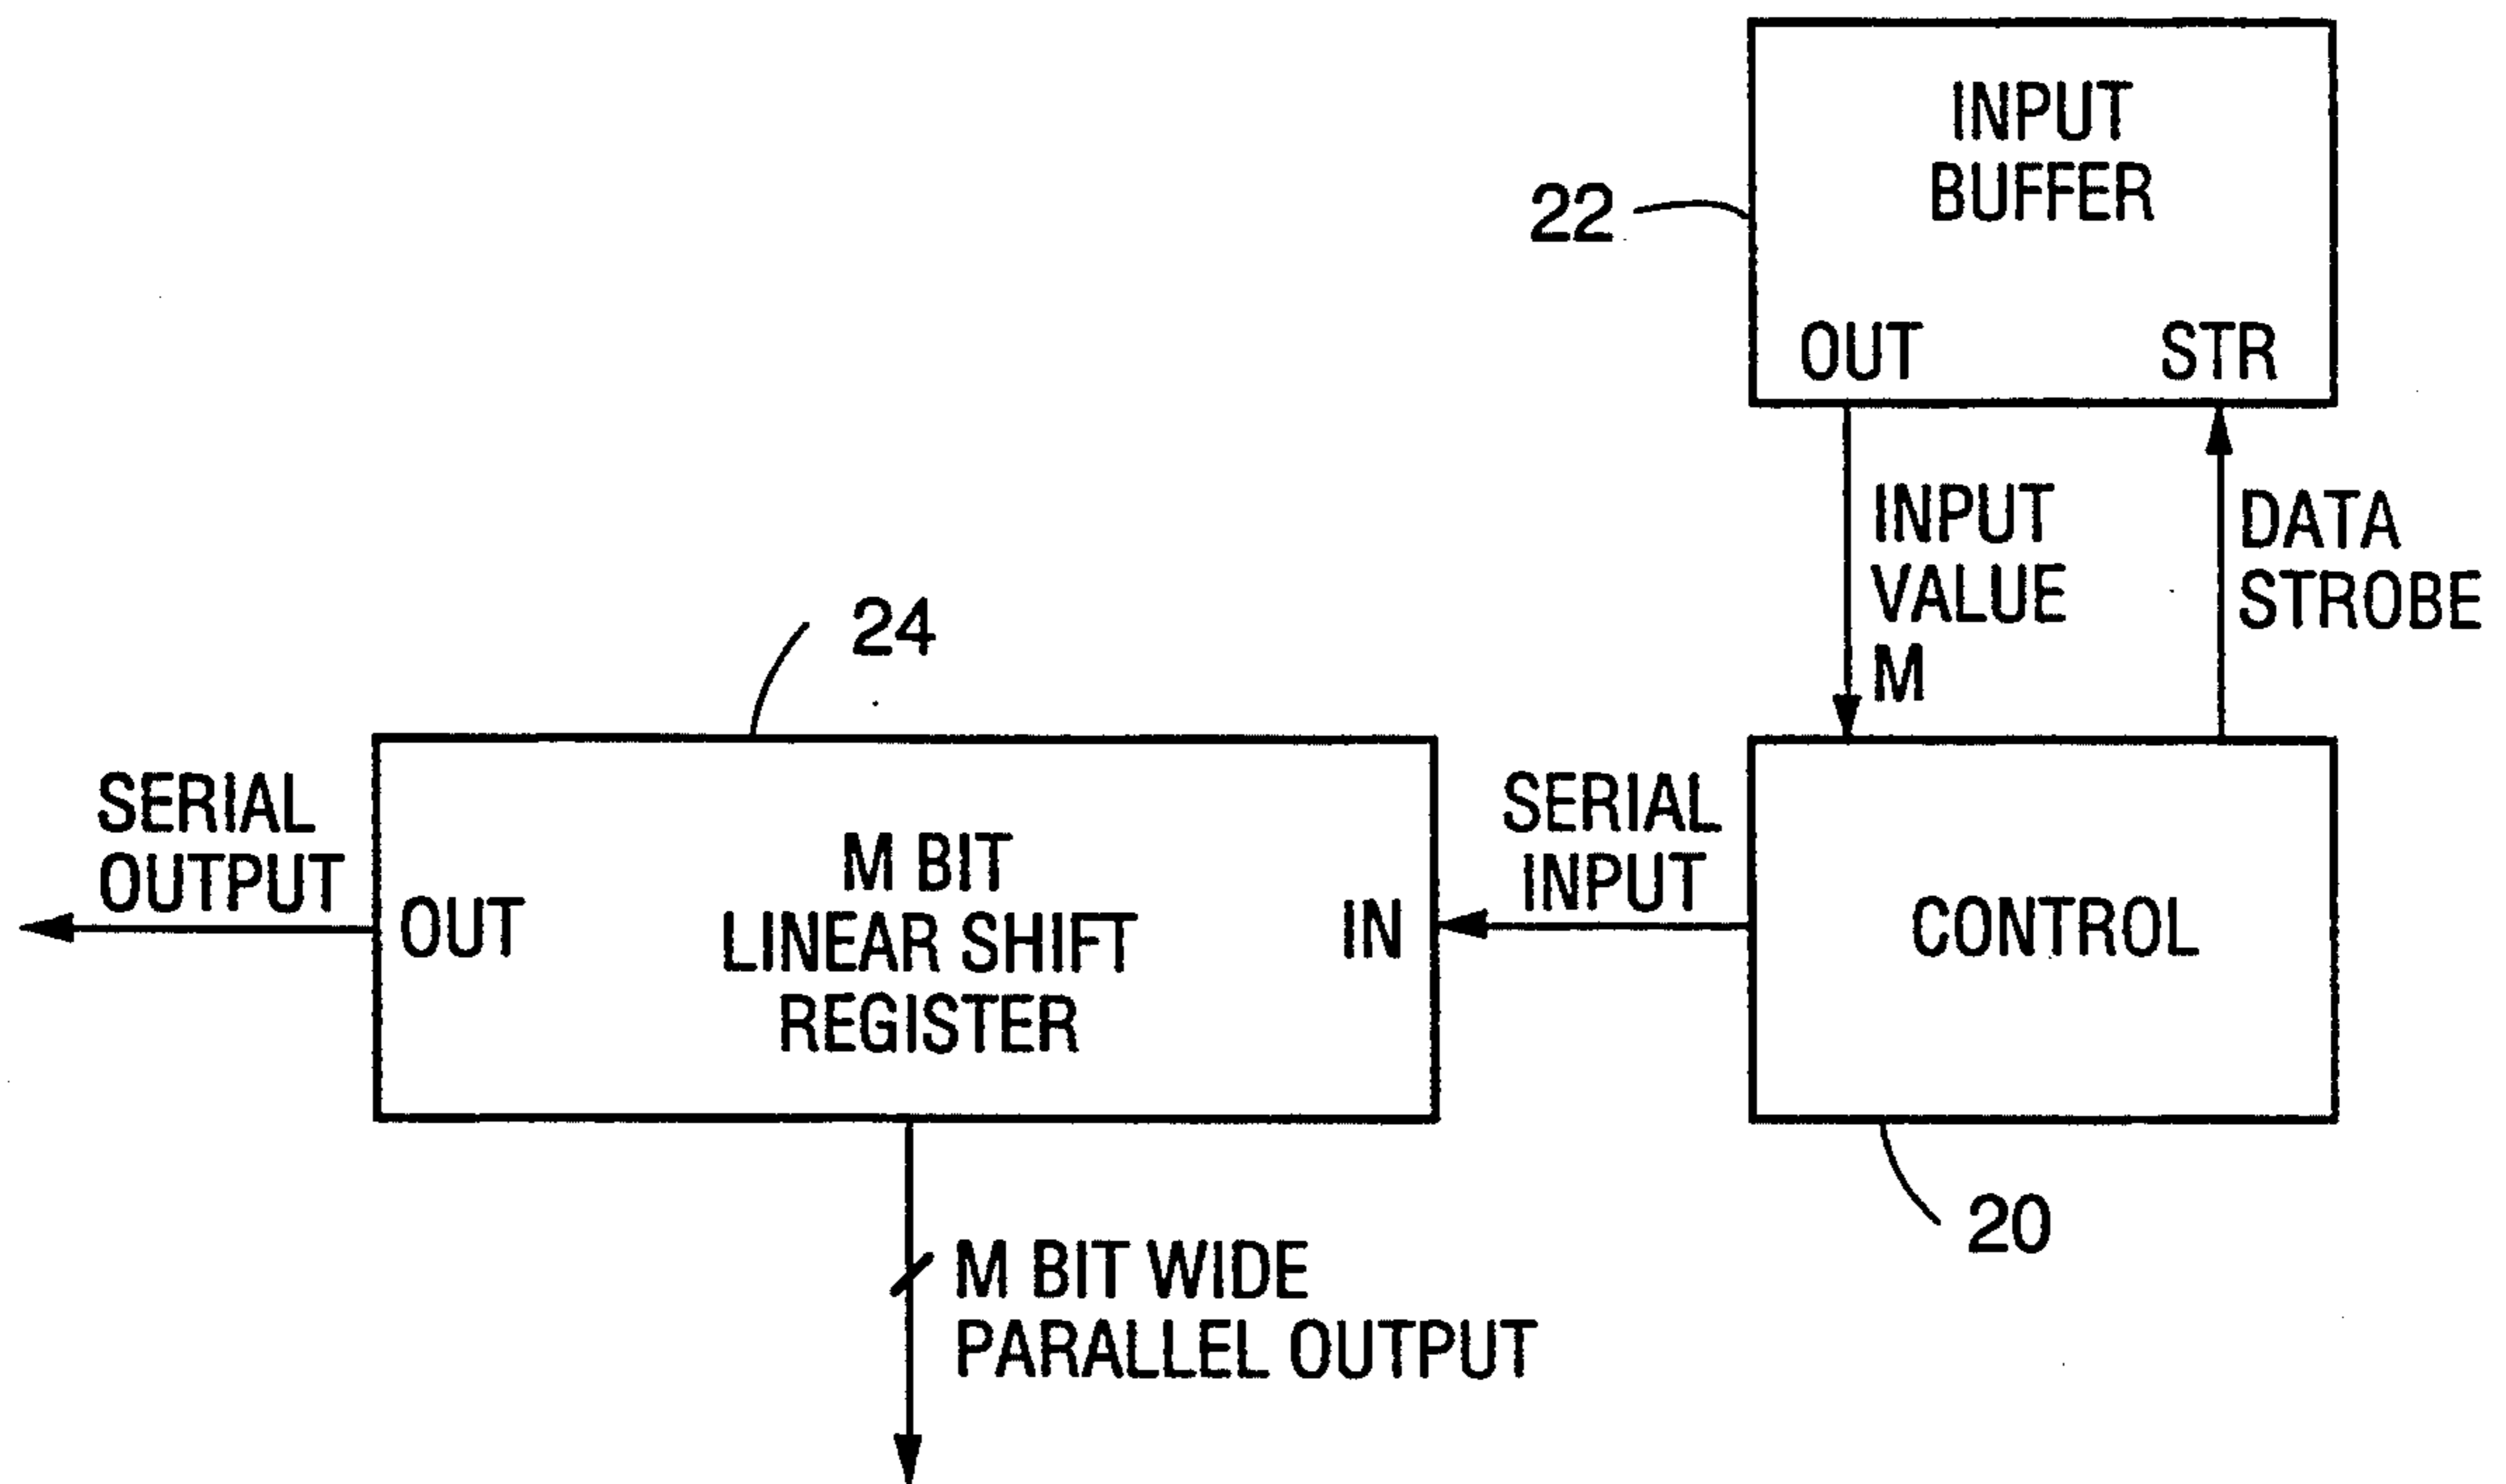 INPUT
BUFFER
22
OUT
STR
INPUT
VALUE
M
DATA
STROBE
24
SERIAL
OUTPUT
OUT
M BIT
LINEAR SHIFT
REGISTER
IN
SERIAL
INPUT
CONTROL
20
M BIT WIDE
PARALLEL OUTPUT